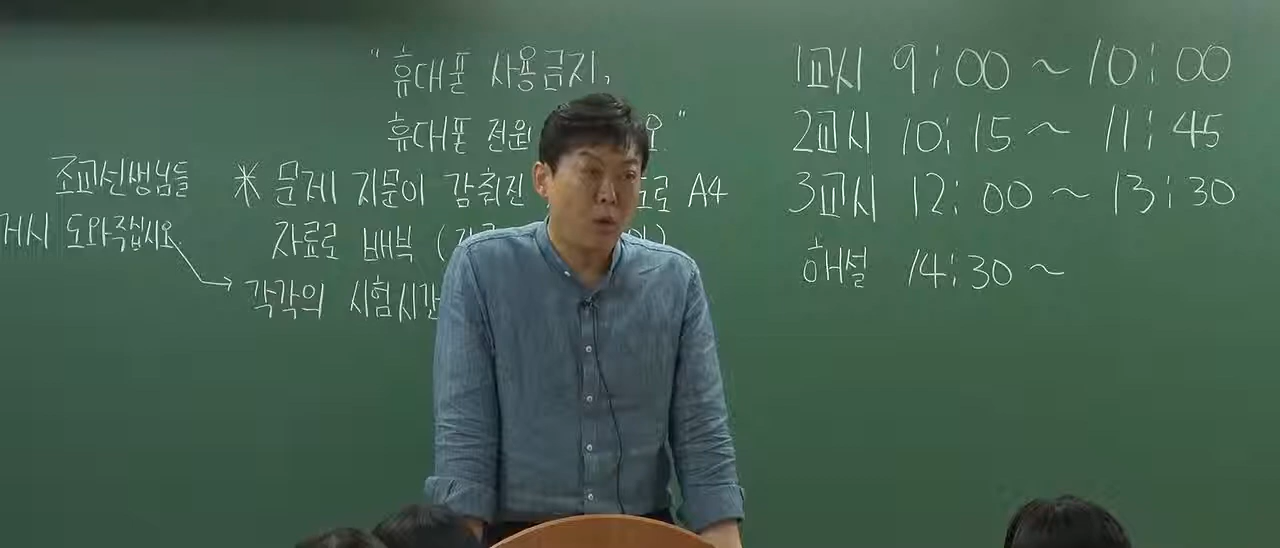 "휴대폰 사용금지,
휴대폰 전원 요"
조교선생님들 ※ 문제 지문이 감춰진 로 A4
도와주십시요 자료로 배부 (
→ 각각의 시험시간
1교시 9:00 ~ 10:00
2교시 10:15 ~ 11:45
3교시 12:00 ~ 13:30
해설 14:30 ~